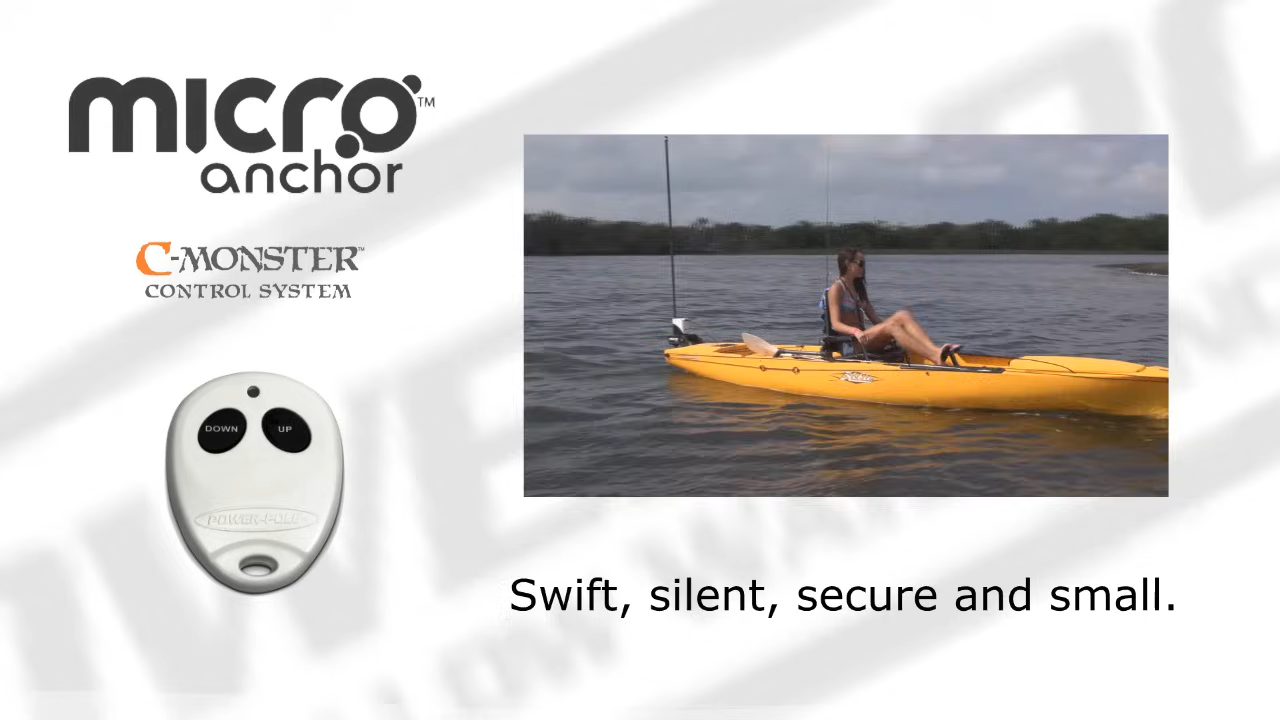 micro™
anchor
C-MONSTER™
CONTROL SYSTEM
DOWN UP
POWER-POLE
Swift, silent, secure and small.